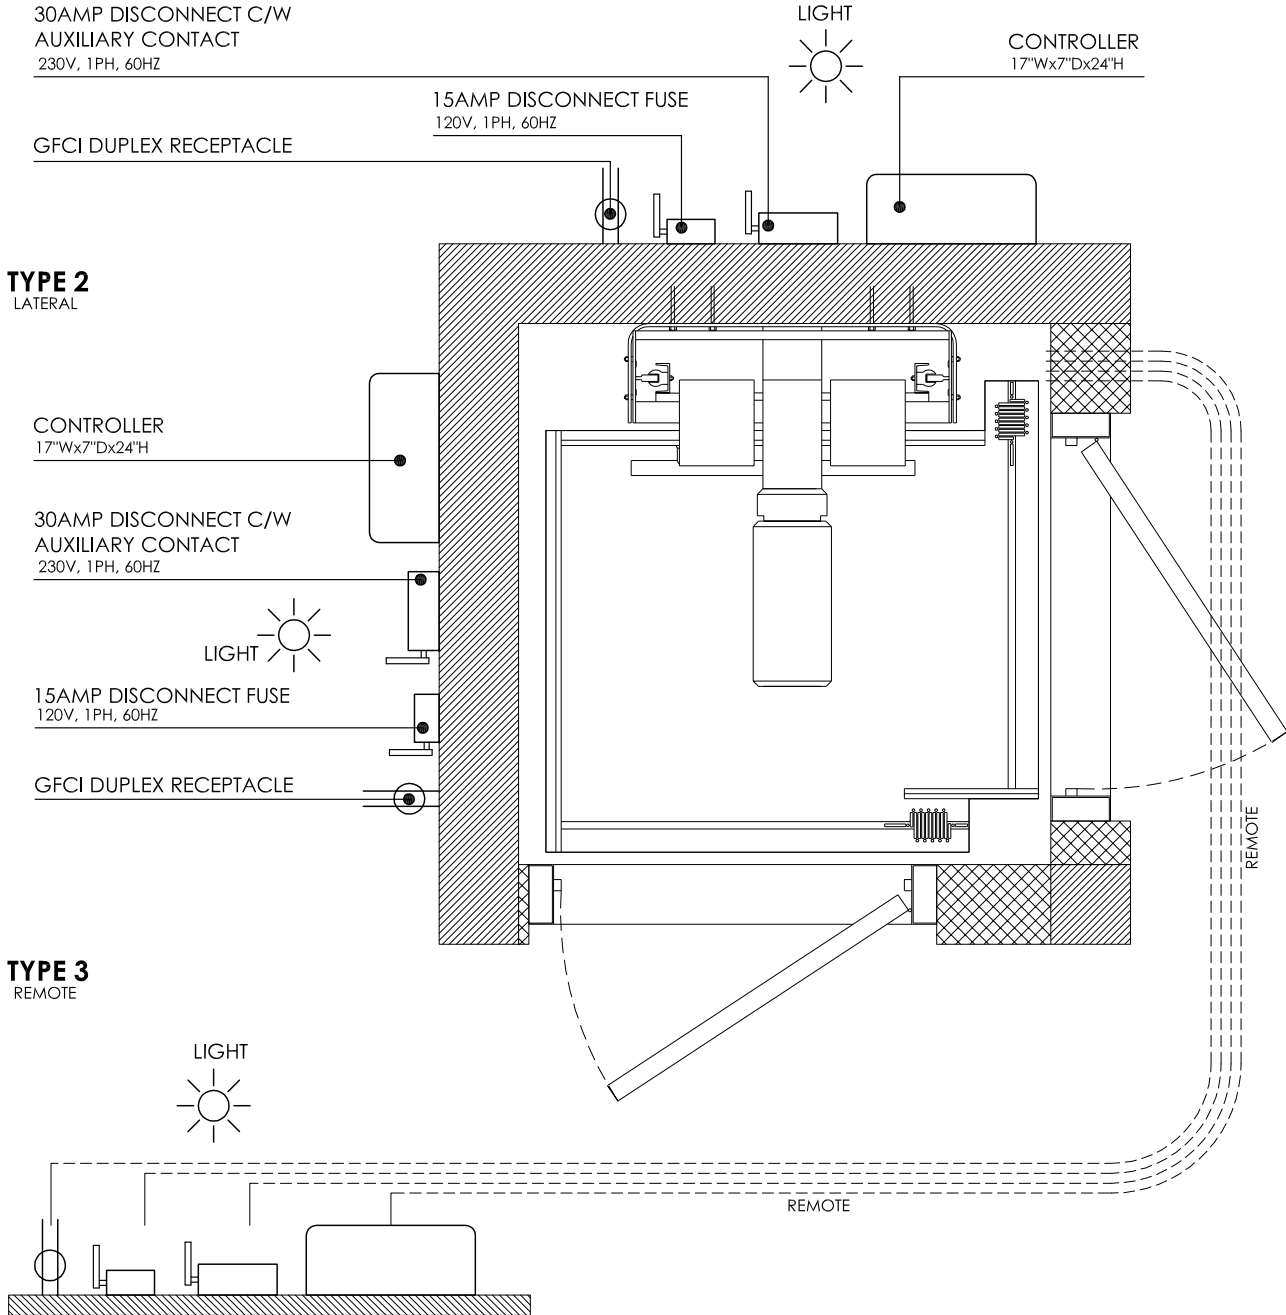 30AMP DISCONNECT C/W
AUXILIARY CONTACT
230V, 1PH, 60HZ
LIGHT
CONTROLLER
17"Wx7"Dx24"H
15AMP DISCONNECT FUSE
120V, 1PH, 60HZ
GFCI DUPLEX RECEPTACLE
TYPE 2
LATERAL
CONTROLLER
17"Wx7"Dx24"H
30AMP DISCONNECT C/W
AUXILIARY CONTACT
230V, 1PH, 60HZ
LIGHT
15AMP DISCONNECT FUSE
120V, 1PH, 60HZ
GFCI DUPLEX RECEPTACLE
REMOTE
TYPE 3
REMOTE
LIGHT
REMOTE